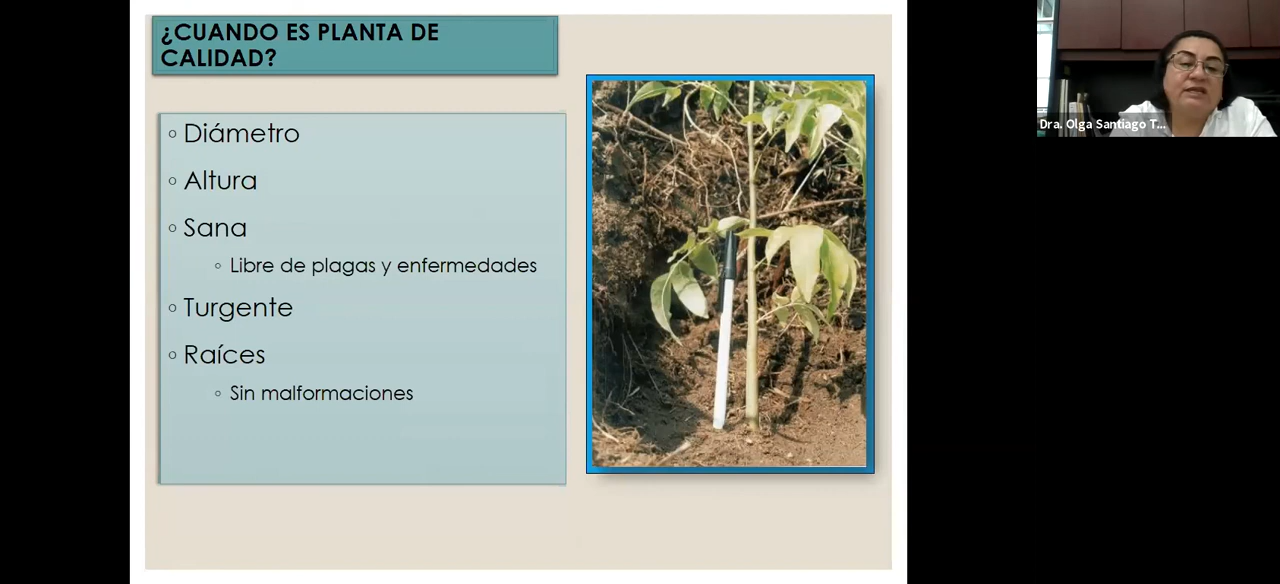 ¿CUANDO ES PLANTA DE
CALIDAD?
Diámetro
Altura
Sana
Libre de plagas y enfermedades
Turgente
Raíces
Sin malformaciones
Dra. Olga Santiago T...